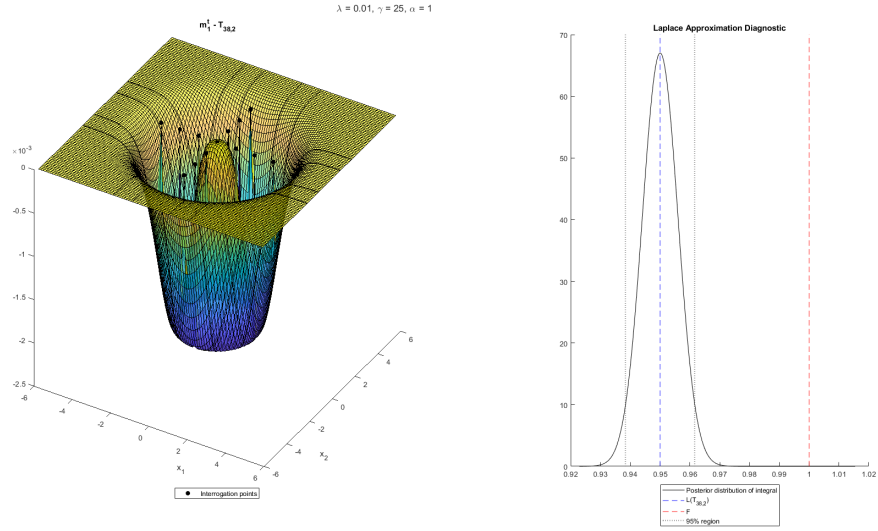 λ = 0.01, γ = 25, α = 1
m₁ᵗ - T₃₈,₂
×10⁻³
0
-0.5
-1
-1.5
-2
-2.5
-6
-4
-2
0
2
4
6
x₁
-6
-4
-2
0
2
4
6
x₂
Interrogation points
Laplace Approximation Diagnostic
70
60
50
40
30
20
10
0
0.92 0.93 0.94 0.95 0.96 0.97 0.98 0.99 1 1.01 1.02
Posterior distribution of integral
L(T₃₈,₂)
F
95% region